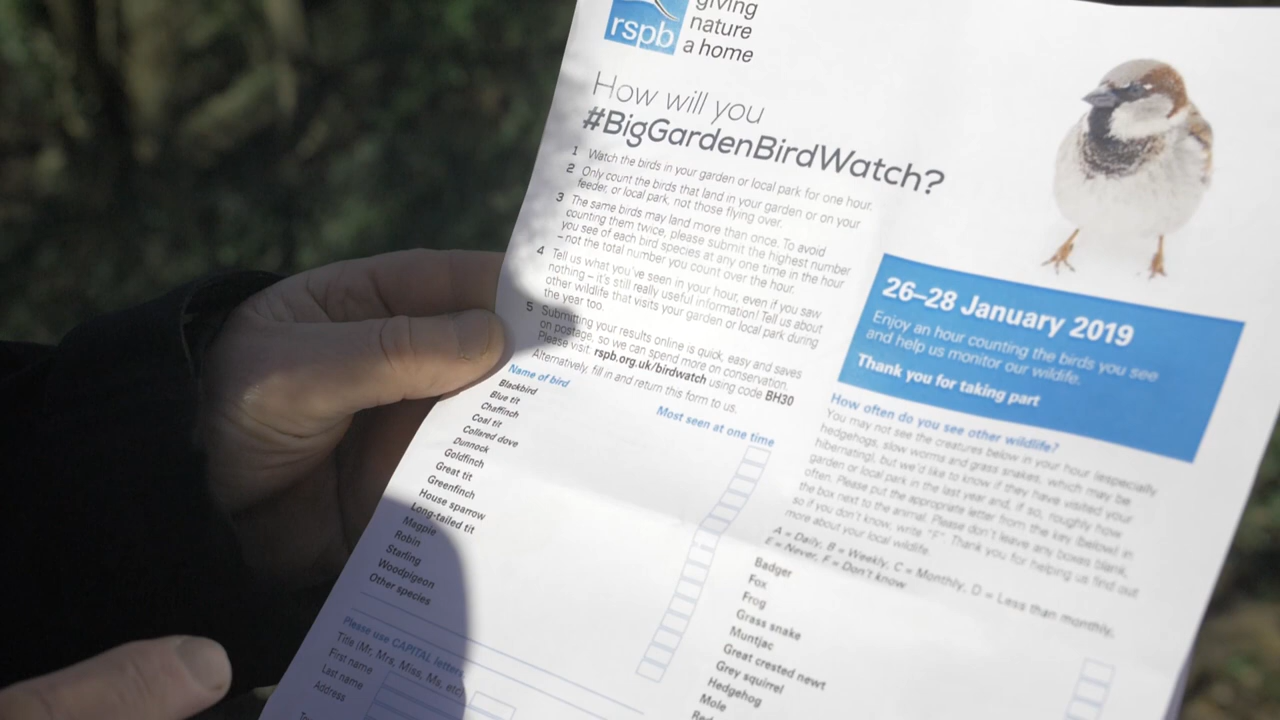 giving
nature
a home
rspb
How will you
#BigGardenBirdWatch?
1 Watch the birds in your garden or local park for one hour.
2 Only count the birds that land in your garden or on your
feeder, or local park, not those flying over.
3 The same birds may land more than once. To avoid
counting them twice, please submit the highest number
you see of each bird species at any one time in the hour
– not the total number you count over the hour.
4 Tell us what you've seen in your hour, even if you saw
nothing – it's still really useful information! Tell us about
other wildlife that visits your garden or local park during
the year too.
5 Submitting your results online is quick, easy and saves
on postage, so we can spend more on conservation.
Please visit, rspb.org.uk/birdwatch using code BH30
Alternatively, fill in and return this form to us.
Name of bird
Most seen at one time
Blackbird
Blue tit
Chaffinch
Coal tit
Collared dove
Dunnock
Goldfinch
Great tit
Greenfinch
House sparrow
Long-tailed tit
Magpie
Robin
Starling
Woodpigeon
Other species
Please use CAPITAL letters
Title (Mr, Mrs, Miss, Ms, etc)
First name
Last name
Address
26–28 January 2019
Enjoy an hour counting the birds you see
and help us monitor our wildlife.
Thank you for taking part
How often do you see other wildlife?
You may not see the creatures below in your hour (especially
hedgehogs, slow worms and grass snakes, which may be
hibernating), but we'd like to know if they have visited your
garden or local park in the last year and, if so, roughly how
often. Please put the appropriate letter from the key (below) in
the box next to the animal. Please don't leave any boxes blank,
so if you don't know, write "F". Thank you for helping us find out
more about your local wildlife.
A = Daily, B = Weekly, C = Monthly, D = Less than monthly,
E = Never, F = Don't know
Badger
Fox
Frog
Grass snake
Muntjac
Great crested newt
Grey squirrel
Hedgehog
Mole